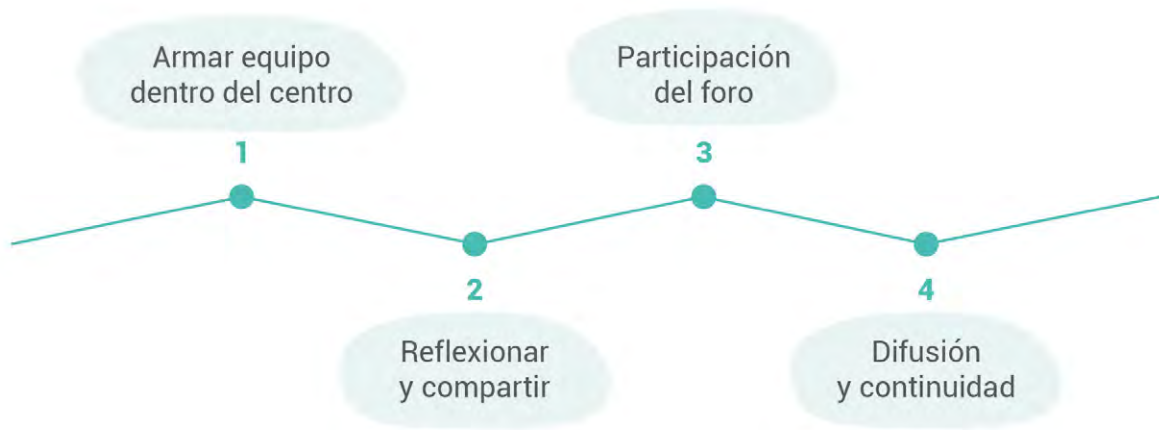 Armar equipo
dentro del centro
1
2
Reflexionar
y compartir
Participación
del foro
3
4
Difusión
y continuidad